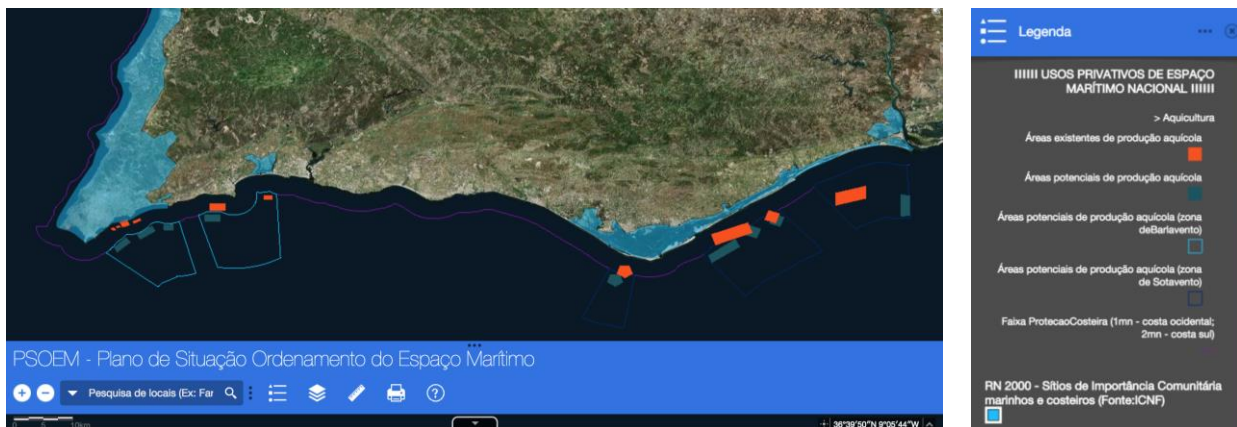 PSOEM - Plano de Situação Ordenamento do Espaço Marítimo
Pesquisa de locais (Ex: Far
0 5 10km
36°39'50"N 9°05'44"W
Legenda
IIIIII USOS PRIVATIVOS DE ESPAÇO
MARÍTIMO NACIONAL IIIIII
> Aquicultura
Áreas existentes de produção aquícola
Áreas potenciais de produção aquícola
Áreas potenciais de produção aquícola (zona
deBarlavento)
Áreas potenciais de produção aquícola (zona
de Sotavento)
Faixa ProtecaoCosteira (1mn - costa ocidental;
2mn - costa sul)
RN 2000 - Sítios de Importância Comunitária
marinhos e costeiros (Fonte:ICNF)